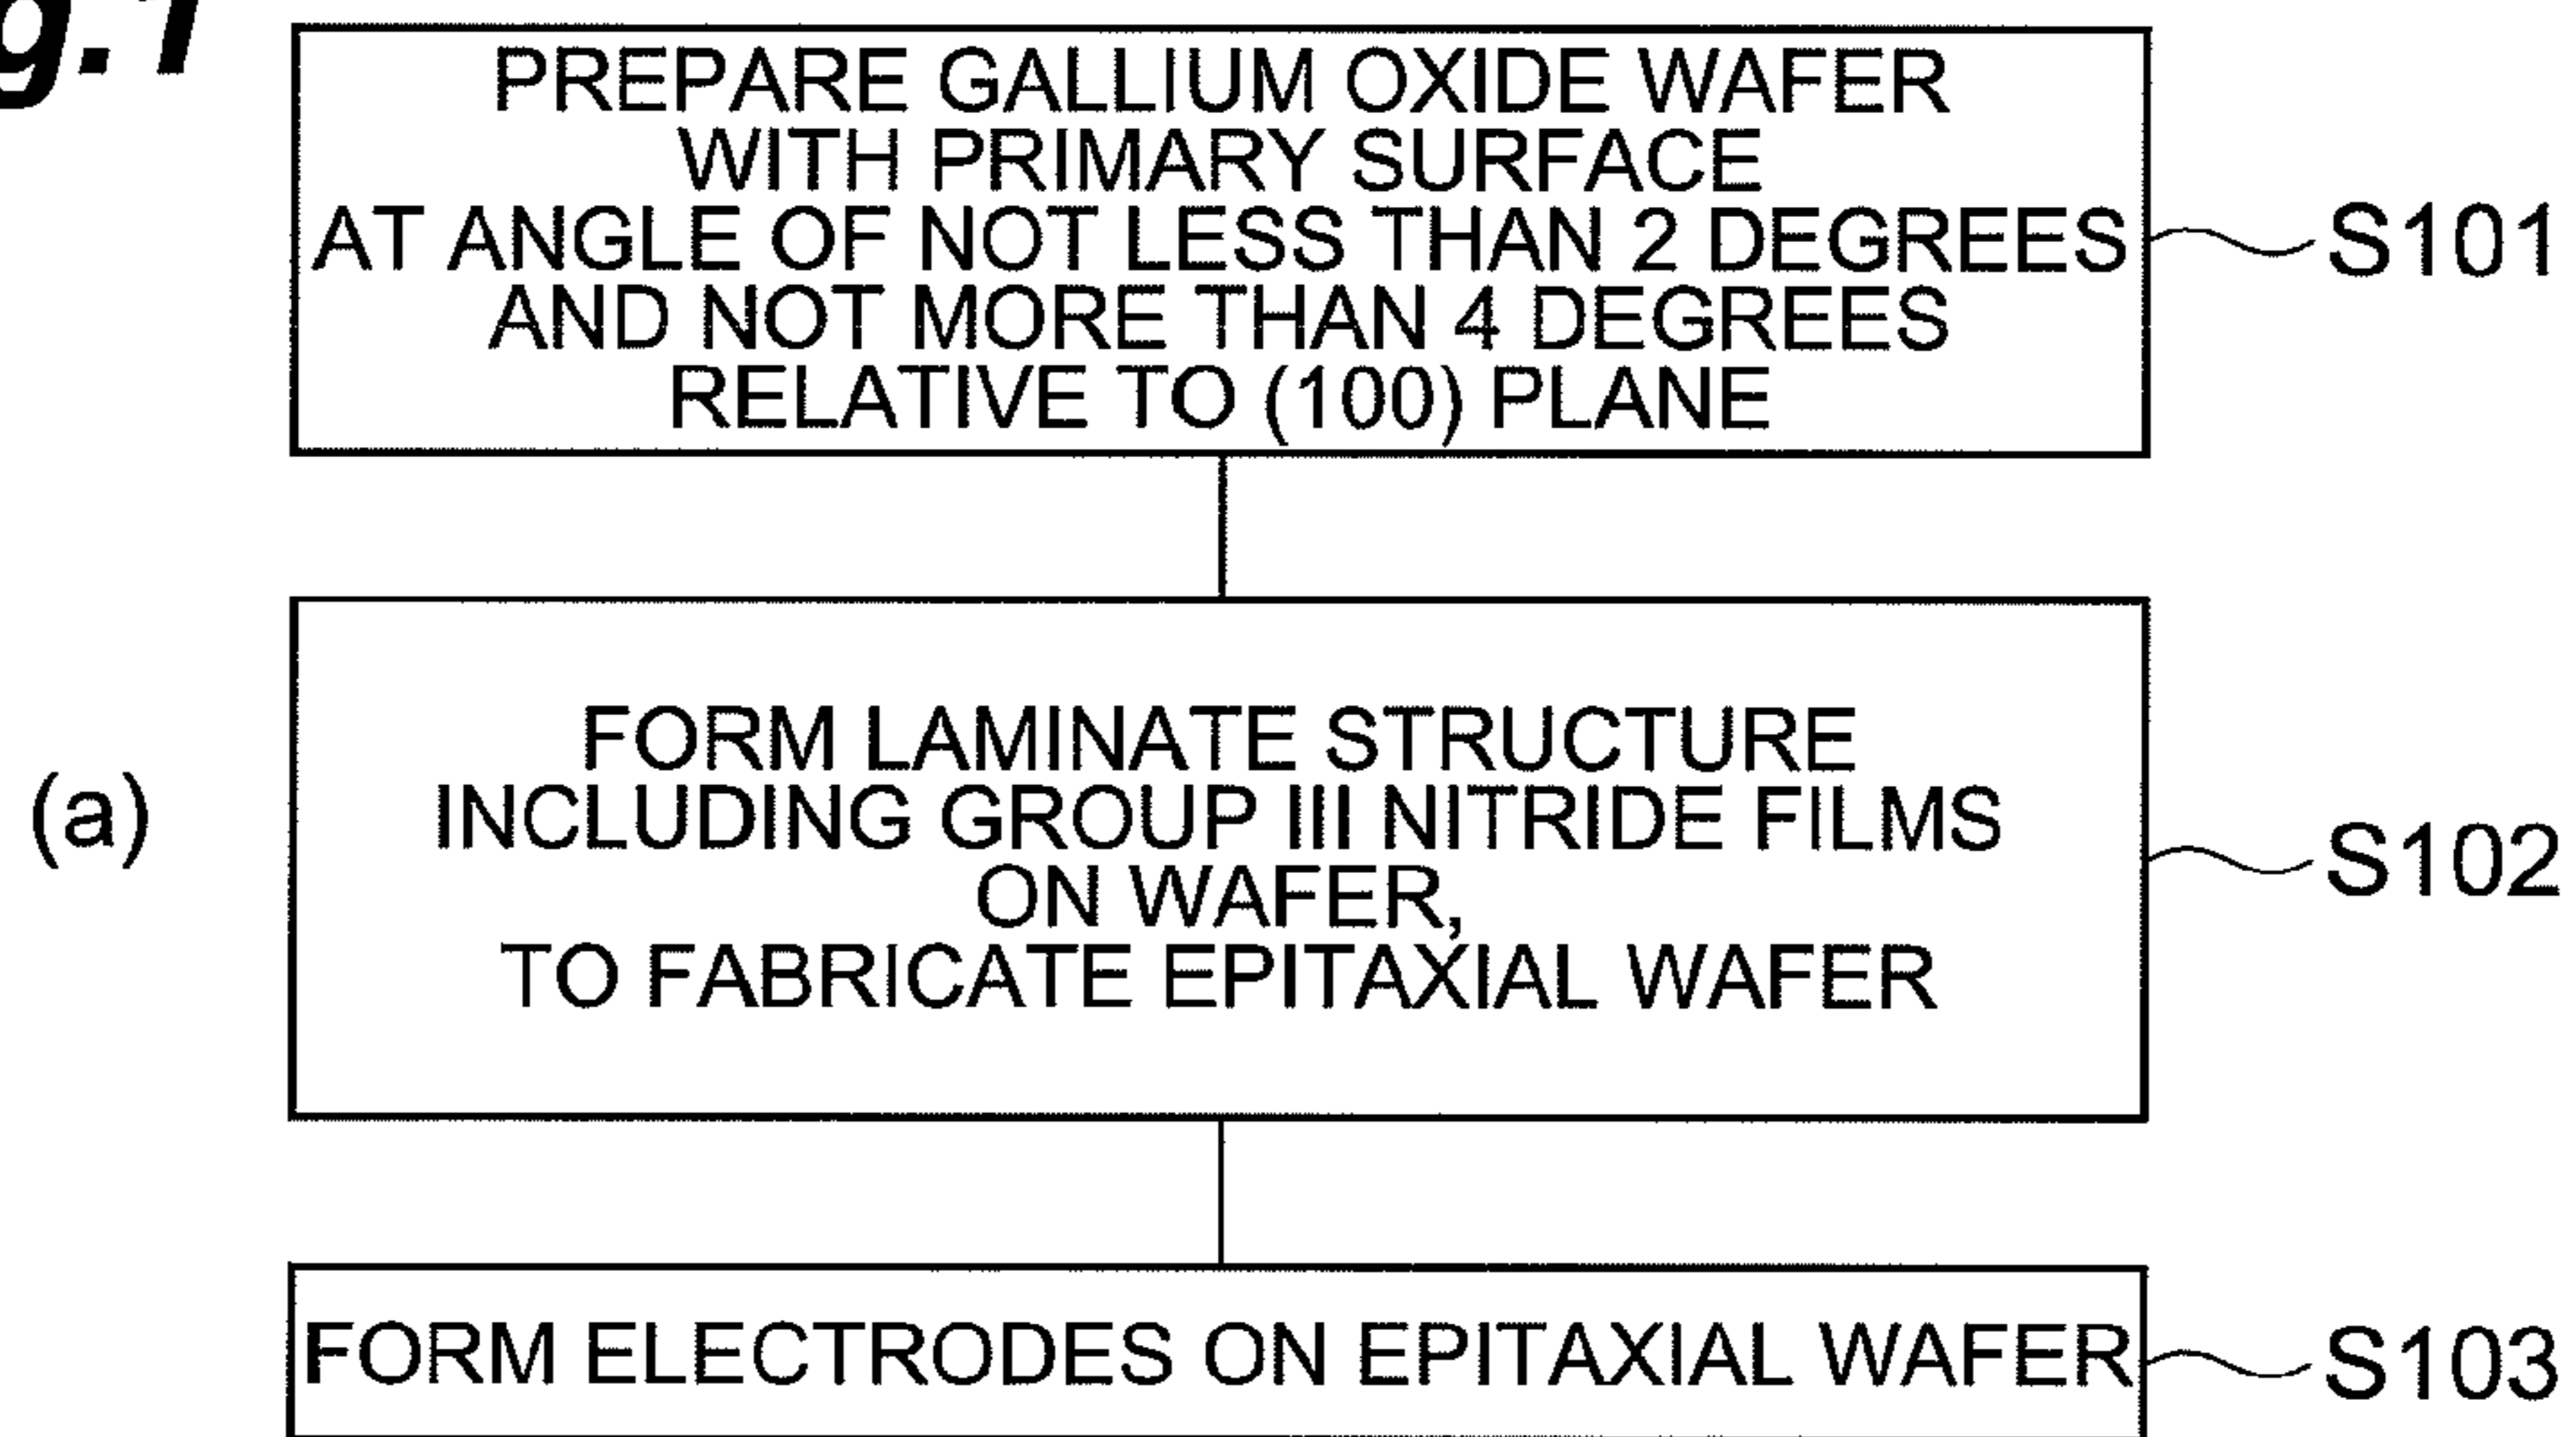 g.1
PREPARE GALLIUM OXIDE WAFER
WITH PRIMARY SURFACE
AT ANGLE OF NOT LESS THAN 2 DEGREES
AND NOT MORE THAN 4 DEGREES
RELATIVE TO (100) PLANE
S101
(a)
FORM LAMINATE STRUCTURE
INCLUDING GROUP III NITRIDE FILMS
ON WAFER,
TO FABRICATE EPITAXIAL WAFER
S102
FORM ELECTRODES ON EPITAXIAL WAFER
S103